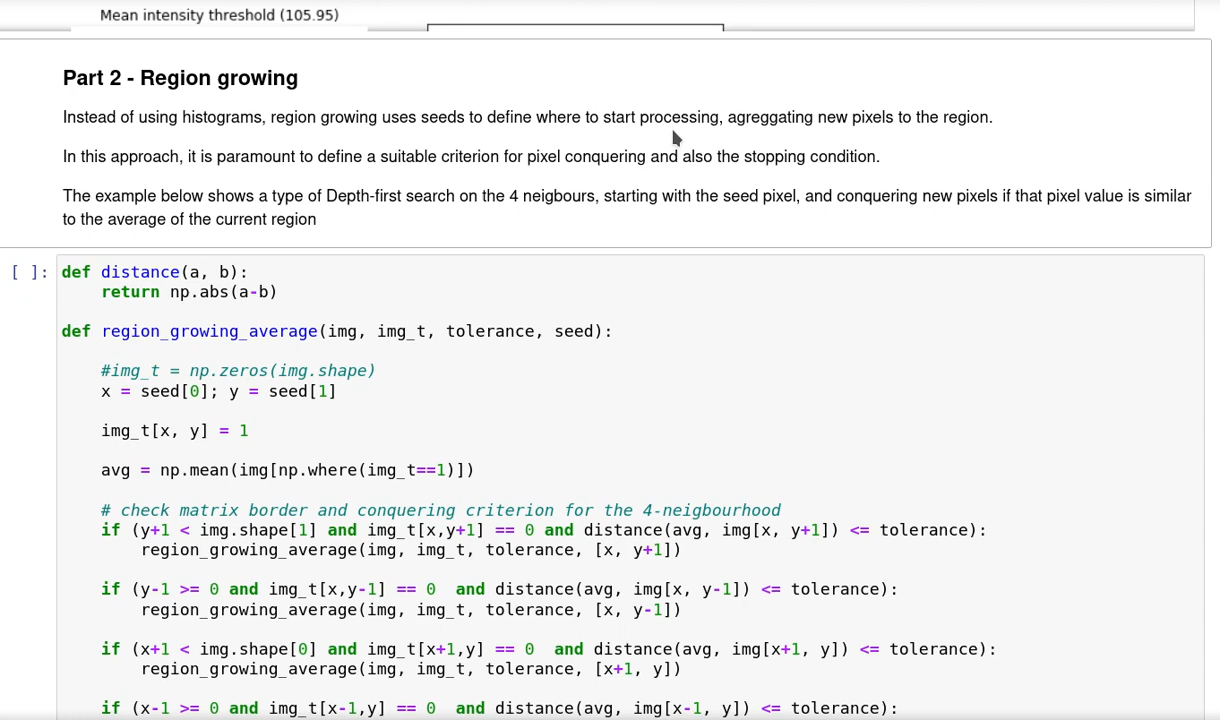 Mean intensity threshold (105.95)
Part 2 - Region growing
Instead of using histograms, region growing uses seeds to define where to start processing, agreggating new pixels to the region.
In this approach, it is paramount to define a suitable criterion for pixel conquering and also the stopping condition.
The example below shows a type of Depth-first search on the 4 neigbours, starting with the seed pixel, and conquering new pixels if that pixel value is similar
to the average of the current region
[ ]: def distance(a, b):
    return np.abs(a-b)
def region_growing_average(img, img_t, tolerance, seed):
    #img_t = np.zeros(img.shape)
    x = seed[0]; y = seed[1]
    img_t[x, y] = 1
    avg = np.mean(img[np.where(img_t==1)])
    # check matrix border and conquering criterion for the 4-neigbourhood
    if (y+1 < img.shape[1] and img_t[x,y+1] == 0 and distance(avg, img[x, y+1]) <= tolerance):
        region_growing_average(img, img_t, tolerance, [x, y+1])
    if (y-1 >= 0 and img_t[x,y-1] == 0  and distance(avg, img[x, y-1]) <= tolerance):
        region_growing_average(img, img_t, tolerance, [x, y-1])
    if (x+1 < img.shape[0] and img_t[x+1,y] == 0  and distance(avg, img[x+1, y]) <= tolerance):
        region_growing_average(img, img_t, tolerance, [x+1, y])
    if (x-1 >= 0 and img_t[x-1,y] == 0  and distance(avg, img[x-1, y]) <= tolerance):